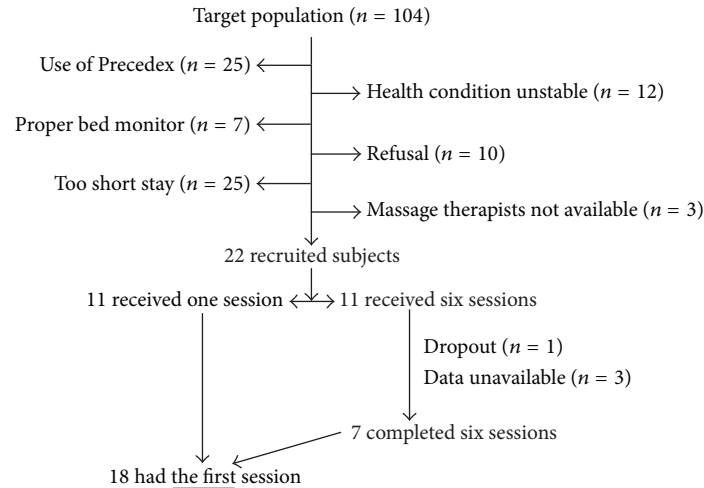 Target population (n = 104)
Use of Precedex (n = 25)
Health condition unstable (n = 12)
Proper bed monitor (n = 7)
Refusal (n = 10)
Too short stay (n = 25)
Massage therapists not available (n = 3)
22 recruited subjects
11 received one session
11 received six sessions
Dropout (n = 1)
Data unavailable (n = 3)
7 completed six sessions
18 had the first session